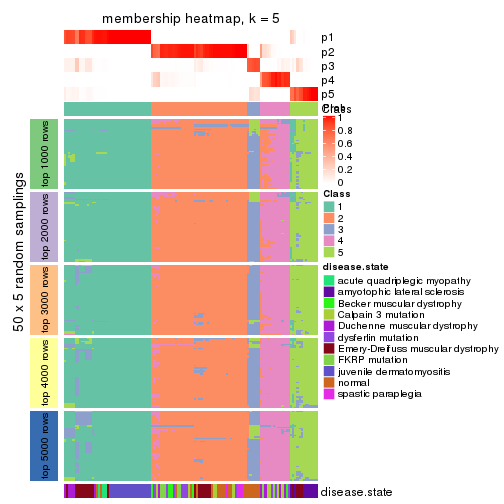 membership heatmap, k = 5
p1
p2
p3
p4
p5
Class
50 x 5 random samplings
top 1000 rows
top 2000 rows
top 3000 rows
top 4000 rows
top 5000 rows
Class
1
0.8
0.6
0.4
0.2
0
Class
1
2
3
4
5
disease.state
acute quadriplegic myopathy
amyotophic lateral sclerosis
Becker muscular dystrophy
Calpain 3 mutation
Duchenne muscular dystrophy
dysferlin mutation
Emery-Dreifuss muscular dystrophy
FKRP mutation
juvenile dermatomyositis
normal
spastic paraplegia
disease.state